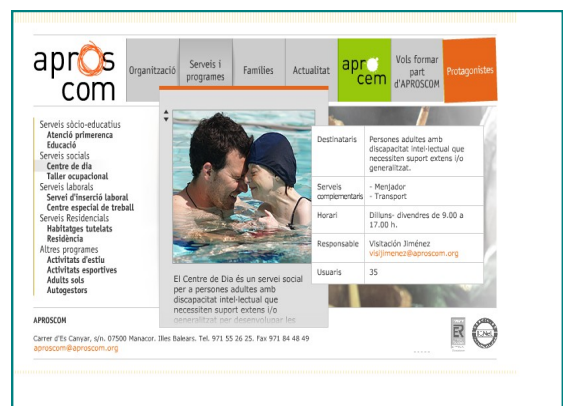 aprOs
com
Organització
Serveis i
programes
Famílies
Actualitat
aprOcem
Vols formar
part
d'APROSCOM
Protagonistes
Serveis sòcio-educatius
Atenció primerenca
Educació
Serveis socials
Centre de dia
Taller ocupacional
Serveis laborals
Servei d'inserció laboral
Centre especial de treball
Serveis Residencials
Habitatges tutelats
Residència
Altres programes
Activitats d'estiu
Activitats esportives
Adults sols
Autogestors
El Centre de Dia és un servei social
per a persones adultes amb
discapacitat intel·lectual que
necessiten suport extens i/o
generalitzat per desenvolupar les
Destinataris
Persones adultes amb
discapacitat intel·lectual que
necessiten suport extens i/o
generalitzat.
Serveis
complementaris
- Menjador
- Transport
Horari
Dilluns- divendres de 9.00 a
17.00 h.
Responsable
Visitación Jiménez
visijimenez@aproscom.org
Usuaris
35
APROSCOM
Carrer d'Es Canyar, s/n. 07500 Manacor. Illes Balears. Tel. 971 55 26 25. Fax 971 84 48 49
aproscom@aproscom.org
ER